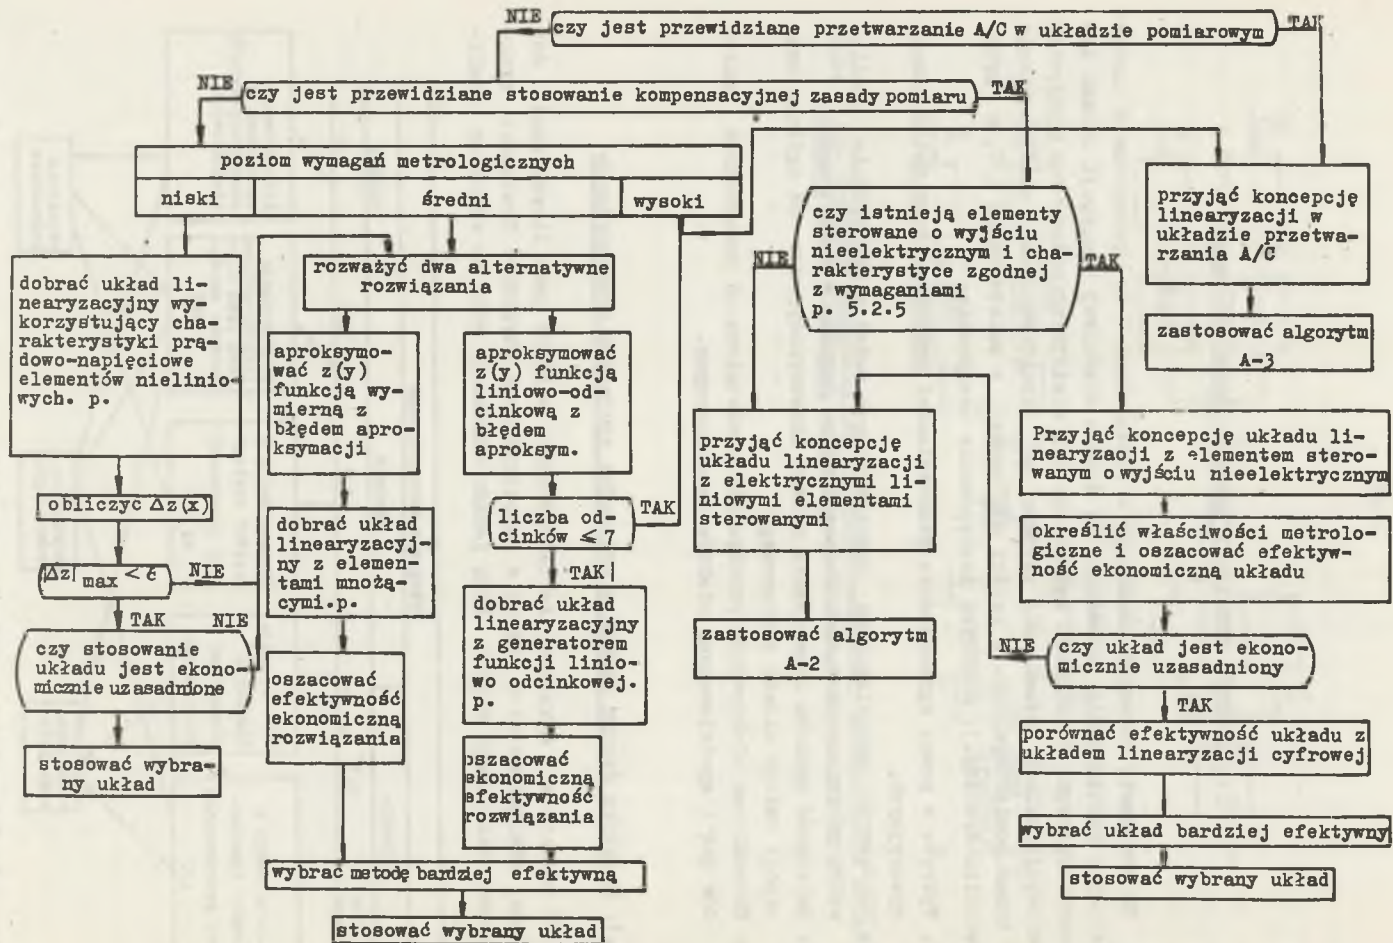 NIE
czy jest przewidziane przetwarzanie A/C w układzie pomiarowym
TAK
NIE
czy jest przewidziane stosowanie kompensacyjnej zasady pomiaru
TAK
poziom wymagań metrologicznych
niski
średni
wysoki
czy istnieją elementy
sterowane o wyjściu
nieelektrycznym i cha-
rakterystyce zgodnej
z wymaganiami
p. 5.2.5
NIE
TAK
przyjąć koncepcję
linearyzacji w
układzie przetwa-
rzania A/C
zastosować algorytm
A-3
dobrać układ li-
nearyzacyjny wy-
korzystujący cha-
rakterystyki prą-
dowo-napięciowe
elementów nielinio-
wych. p.
obliczyc Δz(x)
|Δz| max < ε
NIE
TAK
NIE
czy stosowanie
układu jest ekono-
micznie uzasadnione
stosować wybra-
ny układ
rozważyć dwa alternatywne
rozwiązania
aproksymo-
wać z(y)
funkcją wy-
mierną z
błędem apro-
ksymacji
dobrać układ
linearyzacyj-
ny z elemen-
tami mnożą-
cymi.p.
oszacować
efektywność
ekonomiczną
rozwiązania
aproksymować
z(y) funkcją
liniowo-od-
cinkową z
błędem
aproksym.
liczba od-
cinków ⩽ 7
TAK
TAK
dobrać układ
linearyzacyjny
z generatorem
funkcji linio-
wo odcinkowej.
p.
oszacować
ekonomiczną
efektywność
rozwiązania
wybrać metodę bardziej efektywną
stosować wybrany układ
przyjąć koncepcję
układu linearyzacji
z elektrycznymi li-
niowymi elementami
sterowanymi
zastosować algorytm
A-2
Przyjąć koncepcję układu li-
nearyzaoji z elementem stero-
wanym o wyjściu nieelektrycznym
określić właściwości metrolo-
giczne i oszacować efektyw-
ność ekonomiczną układu
NIE
czy układ jest ekono-
micznie uzasadniony
TAK
porównać efektywność układu z
układem linearyzacji cyfrowej
wybrać układ bardziej efektywny
stosować wybrany układ